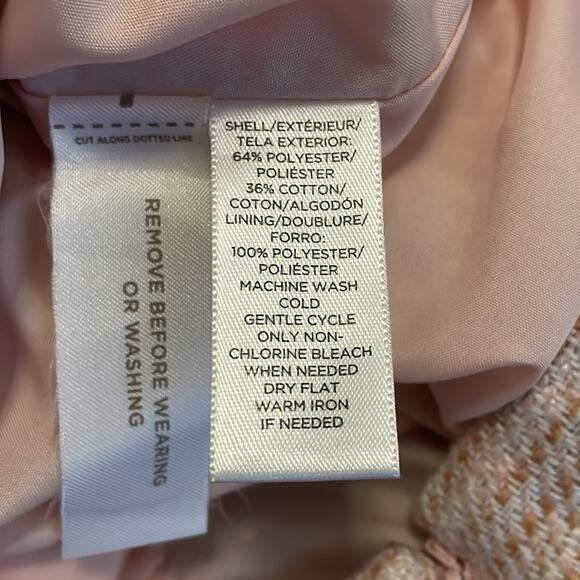 CUT ALONG DOTTED LINE
REMOVE BEFORE WEARING
OR WASHING
SHELL/EXTÉRIEUR/
TELA EXTERIOR:
64% POLYESTER/
POLIÉSTER
36% COTTON/
COTON/ALGODÓN
LINING/DOUBLURE/
FORRO:
100% POLYESTER/
POLIÉSTER
MACHINE WASH
COLD
GENTLE CYCLE
ONLY NON-
CHLORINE BLEACH
WHEN NEEDED
DRY FLAT
WARM IRON
IF NEEDED